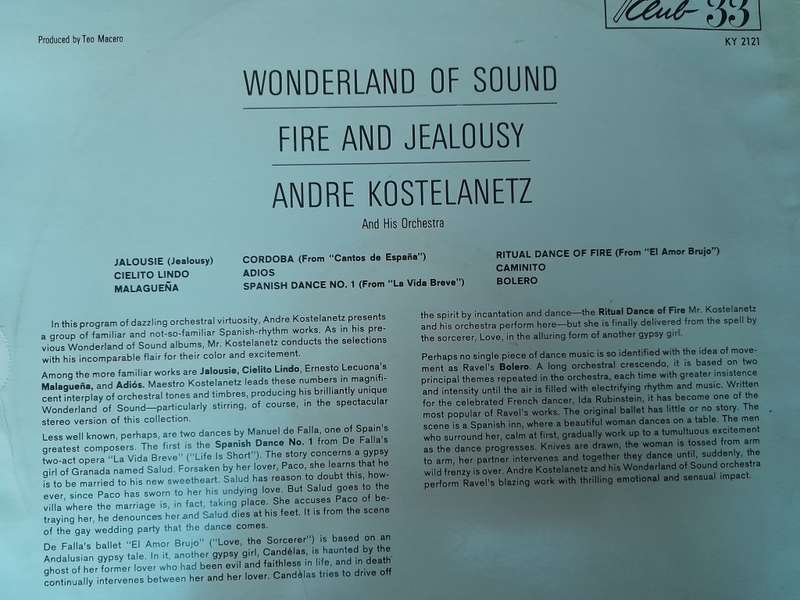 Club 33
Produced by Teo Macero
KY 2121
WONDERLAND OF SOUND
FIRE AND JEALOUSY
ANDRE KOSTELANETZ
And His Orchestra
JALOUSIE (Jealousy)
CIELITO LINDO
MALAGUEÑA
CORDOBA (From "Cantos de España")
ADIOS
SPANISH DANCE NO. 1 (From "La Vida Breve")
RITUAL DANCE OF FIRE (From "El Amor Brujo")
CAMINITO
BOLERO
In this program of dazzling orchestral virtuosity, Andre Kostelanetz presents
a group of familiar and not-so-familiar Spanish-rhythm works. As in his pre-
vious Wonderland of Sound albums, Mr. Kostelanetz conducts the selections
with his incomparable flair for their color and excitement.
Among the more familiar works are Jalousie, Cielito Lindo, Ernesto Lecuona's
Malagueña, and Adiós. Maestro Kostelanetz leads these numbers in magnifi-
cent interplay of orchestral tones and timbres, producing his brilliantly unique
Wonderland of Sound—particularly stirring, of course, in the spectacular
stereo version of this collection.
Less well known, perhaps, are two dances by Manuel de Falla, one of Spain's
greatest composers. The first is the Spanish Dance No. 1 from De Falla's
two-act opera "La Vida Breve" ("Life Is Short"). The story concerns a gypsy
girl of Granada named Salud. Forsaken by her lover, Paco, she learns that he
is to be married to his new sweetheart. Salud has reason to doubt this, how-
ever, since Paco has sworn to her his undying love. But Salud goes to the
villa where the marriage is, in fact, taking place. She accuses Paco of be-
traying her, he denounces her and Salud dies at his feet. It is from the scene
of the gay wedding party that the dance comes.
De Falla's ballet "El Amor Brujo" ("Love, the Sorcerer") is based on an
Andalusian gypsy tale. In it, another gypsy girl, Candélas, is haunted by the
ghost of her former lover who had been evil and faithless in life, and in death
continually intervenes between her and her lover. Candélas tries to drive off
the spirit by incantation and dance—the Ritual Dance of Fire Mr. Kostelanetz
and his orchestra perform here—but she is finally delivered from the spell by
the sorcerer, Love, in the alluring form of another gypsy girl.
Perhaps no single piece of dance music is so identified with the idea of move-
ment as Ravel's Bolero. A long orchestral crescendo, it is based on two
principal themes repeated in the orchestra, each time with greater insistence
and intensity until the air is filled with electrifying rhythm and music. Written
for the celebrated French dancer, Ida Rubinstein, it has become one of the
most popular of Ravel's works. The original ballet has little or no story. The
scene is a Spanish inn, where a beautiful woman dances on a table. The men
who surround her, calm at first, gradually work up to a tumultuous excitement
as the dance progresses. Knives are drawn, the woman is tossed from arm
to arm, her partner intervenes and together they dance until, suddenly, the
wild frenzy is over. Andre Kostelanetz and his Wonderland of Sound orchestra
perform Ravel's blazing work with thrilling emotional and sensual impact.